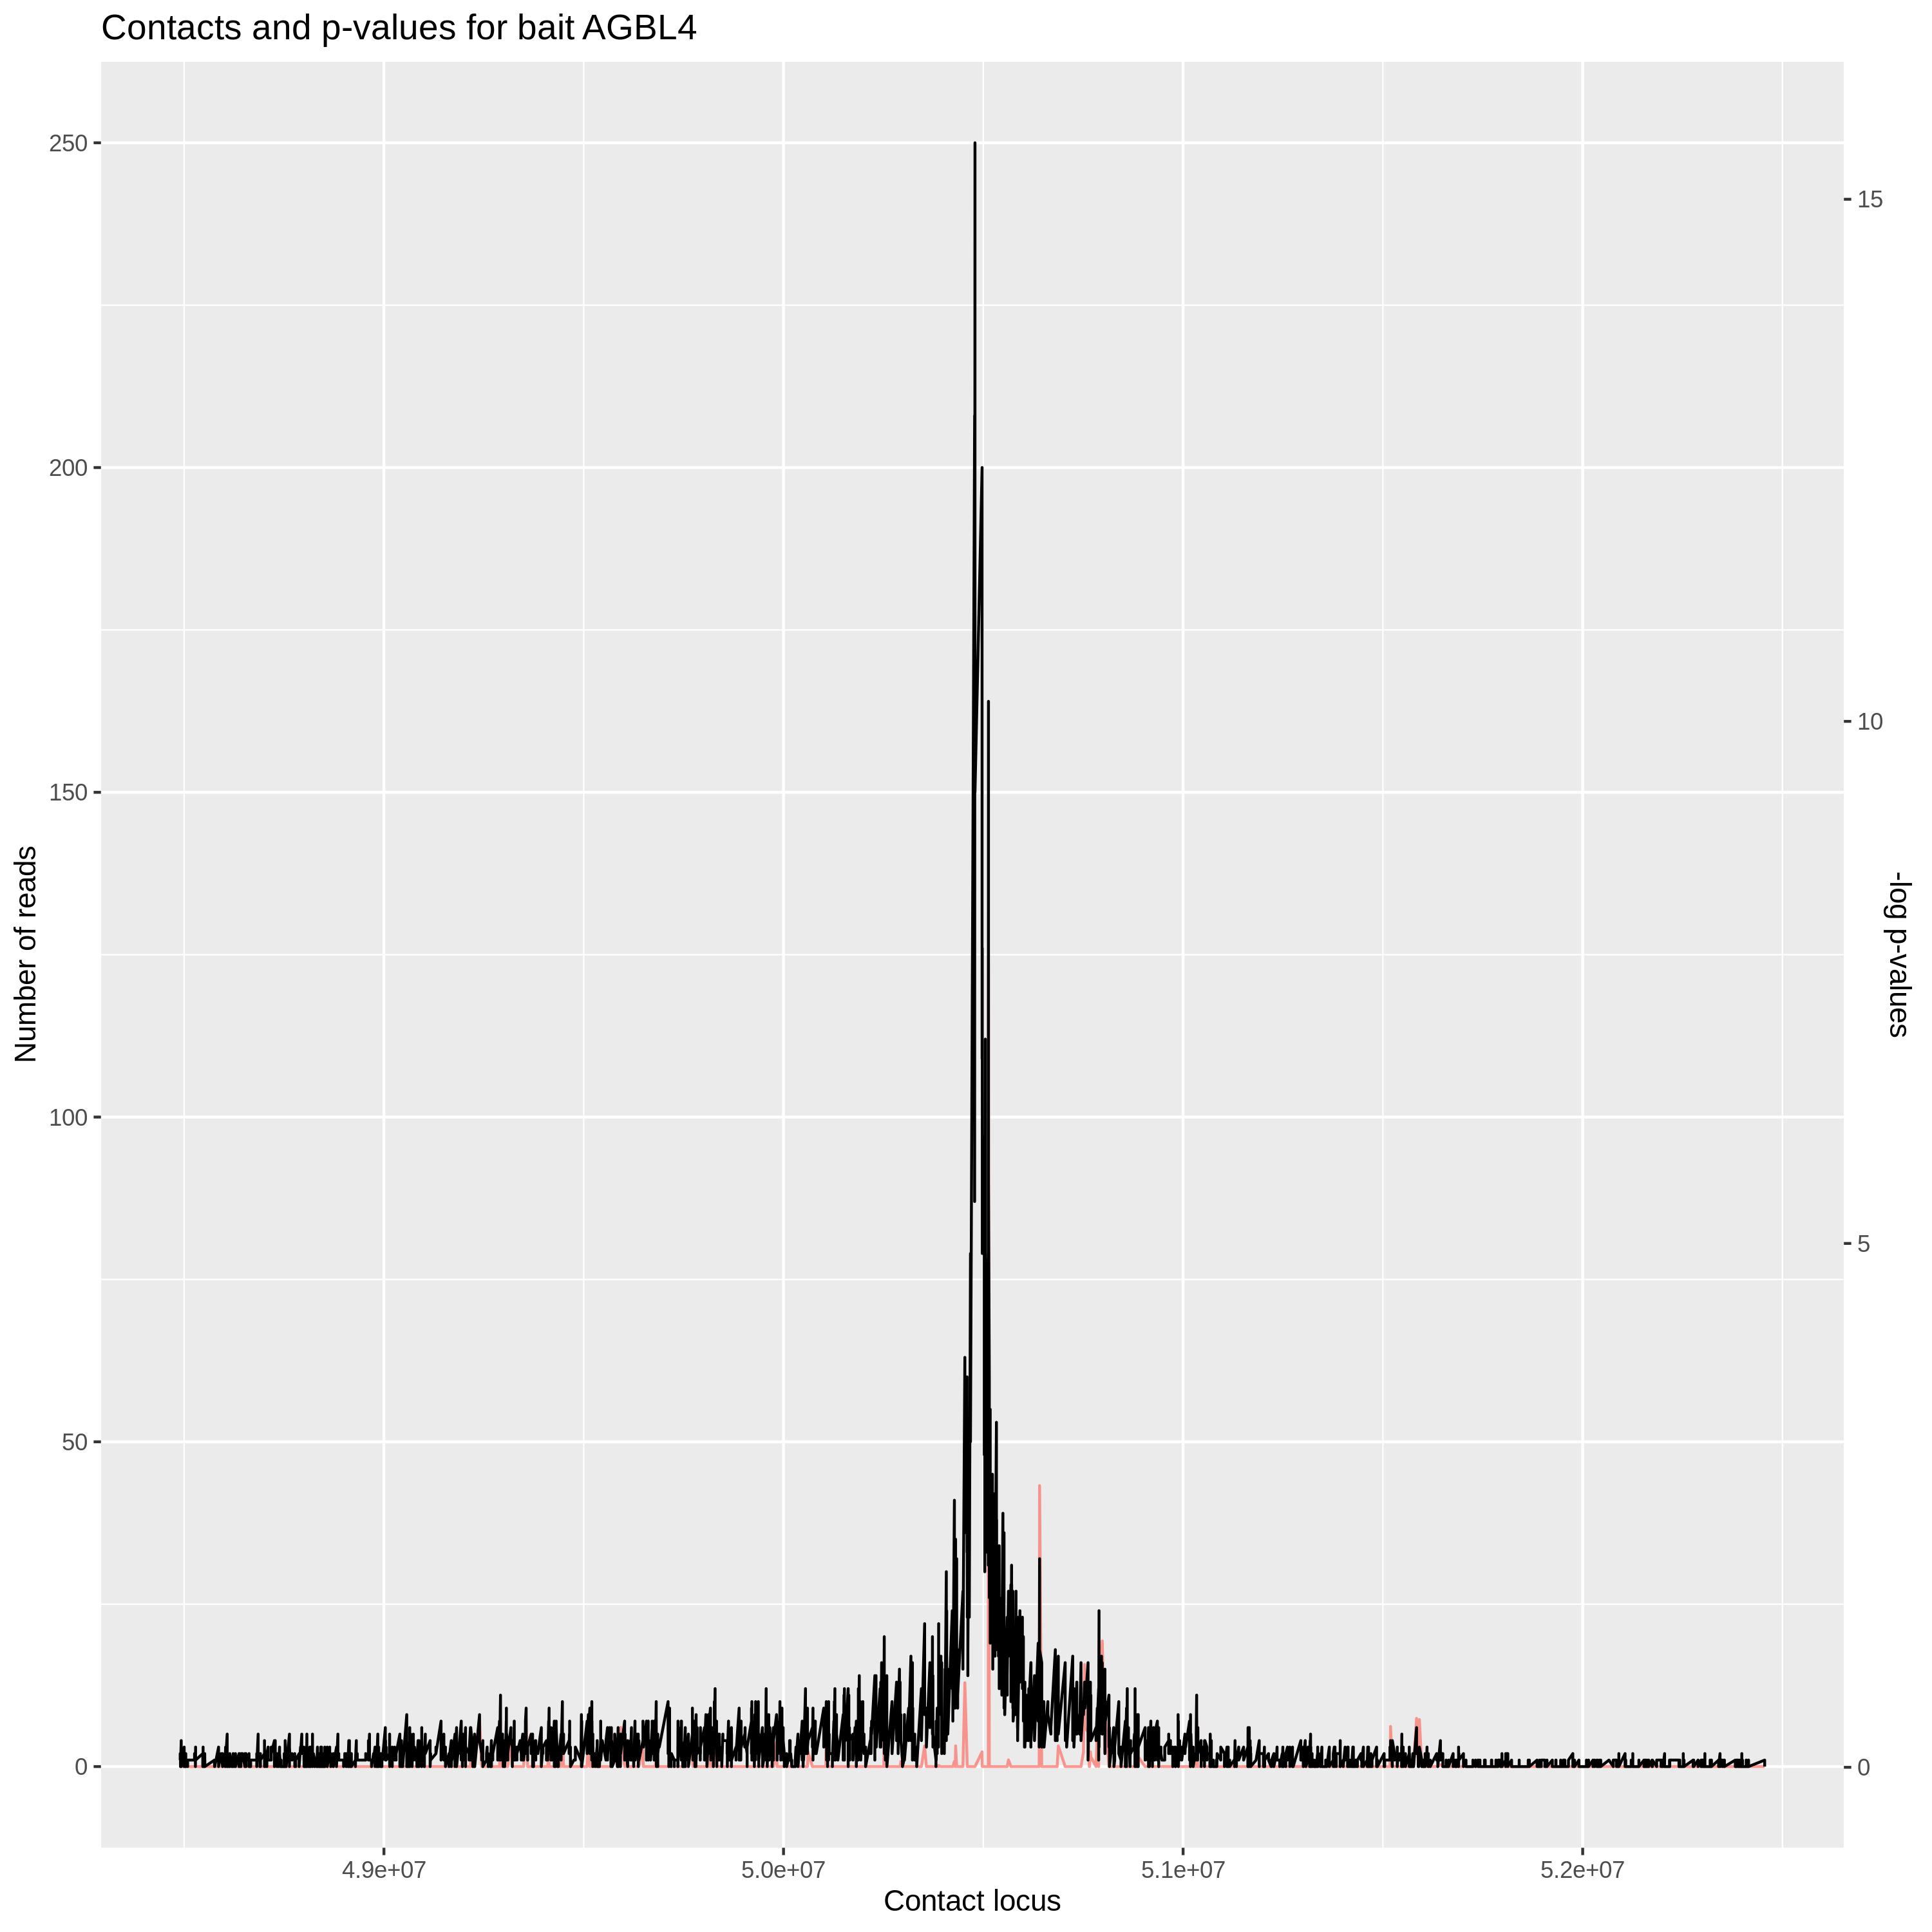 Contacts and p-values for bait AGBL4
250
200
150
100
50
0
Number of reads
15
10
5
0
-log p-values
4.9e+07
5.0e+07
5.1e+07
5.2e+07
Contact locus